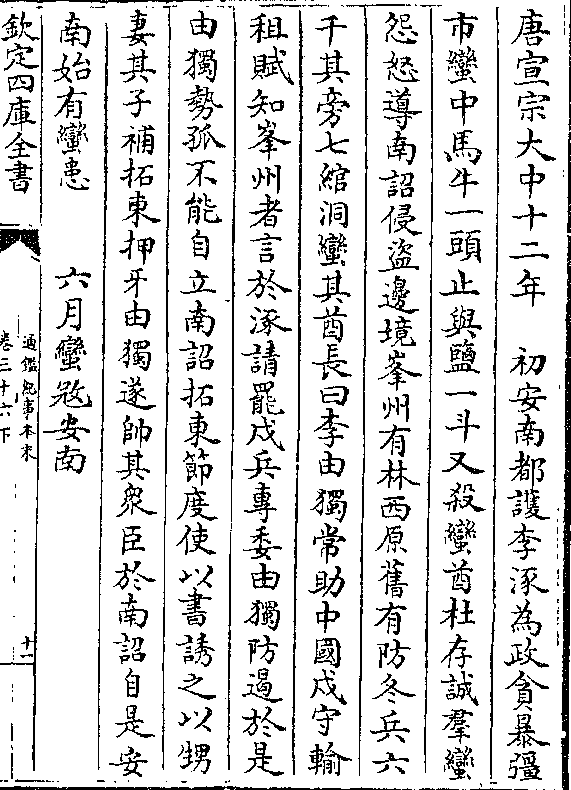 唐宣宗大中十二年　初安南都護李涿為政貪暴彊
市蠻中馬牛一頭止與鹽一斗又殺蠻酋杜存誠羣蠻
怨怒導南詔侵盜邊境峯州有林西原舊有防冬兵六
千其旁七綰洞蠻其酋長曰李由獨常助中國戍守輸
租賦知峯州者言於涿請罷戍兵專委由獨防遏於是
由獨勢孤不能自立南詔拓東節度使以書誘之以甥
妻其子補拓東押牙由獨遂帥其衆臣於南詔自是安
南始有蠻患　　六月蠻㓂安南
欽定四庫全書
通鑑紀事本末
卷三十六下
十一